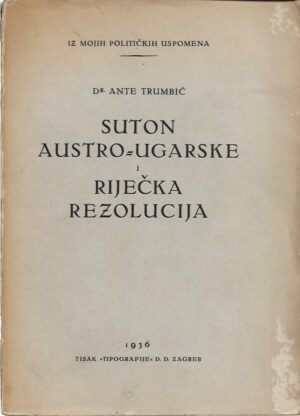 IZ MOJIH POLITIČKIH USPOMENA
DR. ANTE TRUMBIĆ
SUTON
AUSTRO-UGARSKE
I
RIJEČKA
REZOLUCIJA
1936
TISAK »TIPOGRAFIJE« D. D. ZAGREB